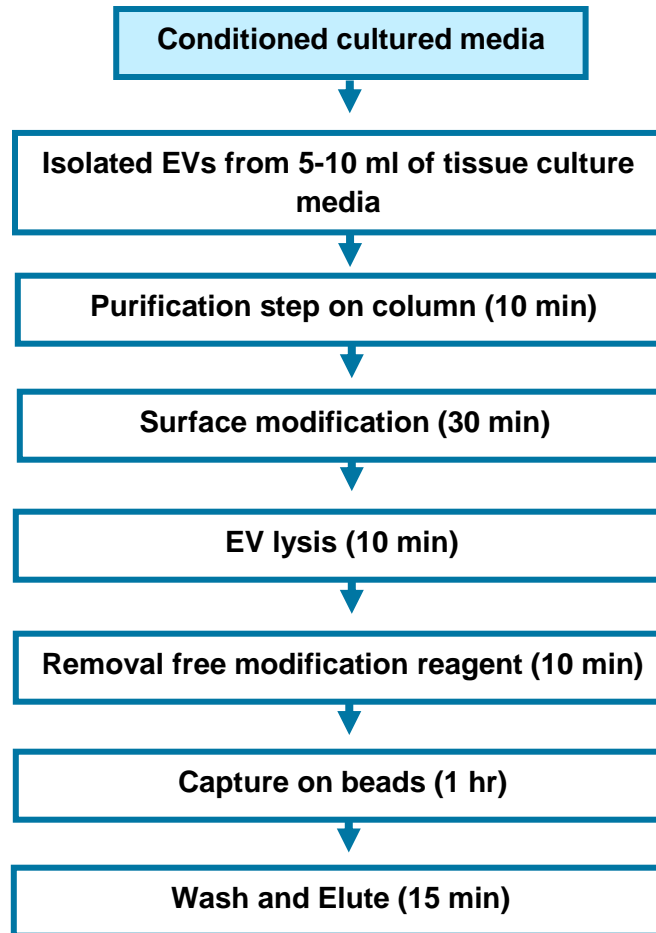 Conditioned cultured media
Isolated EVs from 5-10 ml of tissue culture
media
Purification step on column (10 min)
Surface modification (30 min)
EV lysis (10 min)
Removal free modification reagent (10 min)
Capture on beads (1 hr)
Wash and Elute (15 min)